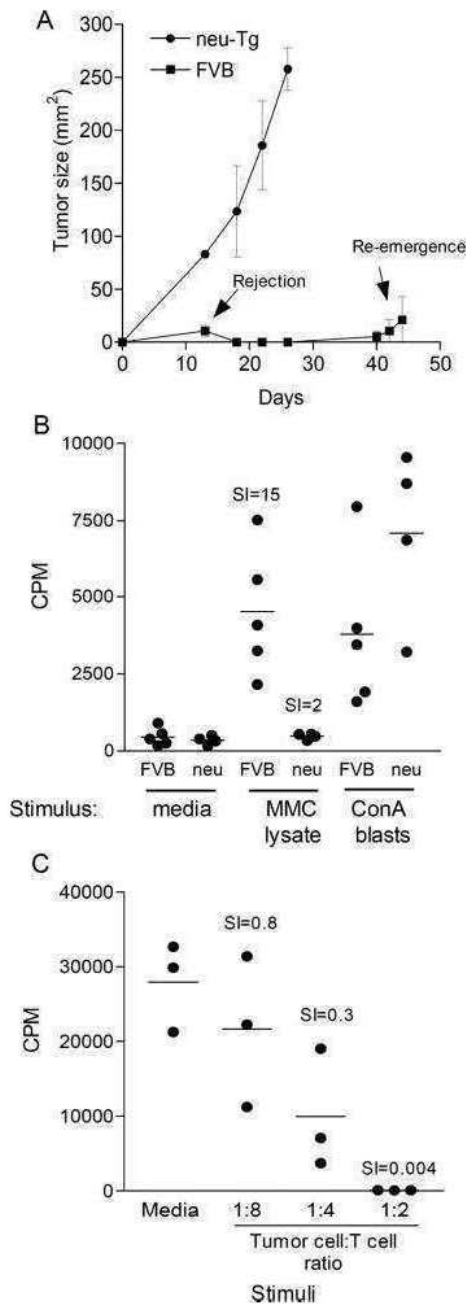 A
neu-Tg
FVB
Tumor size (mm²)
300
250
200
150
100
50
0
Rejection
Re-emergence
0 10 20 30 40 50
Days
B
CPM
10000
7500
5000
2500
0
SI=15
SI=2
FVB neu FVB neu FVB neu
Stimulus: media MMC lysate ConA blasts
C
CPM
40000
30000
20000
10000
0
SI=0.8
SI=0.3
SI=0.004
Media 1:8 1:4 1:2
Tumor cell:T cell
ratio
Stimuli